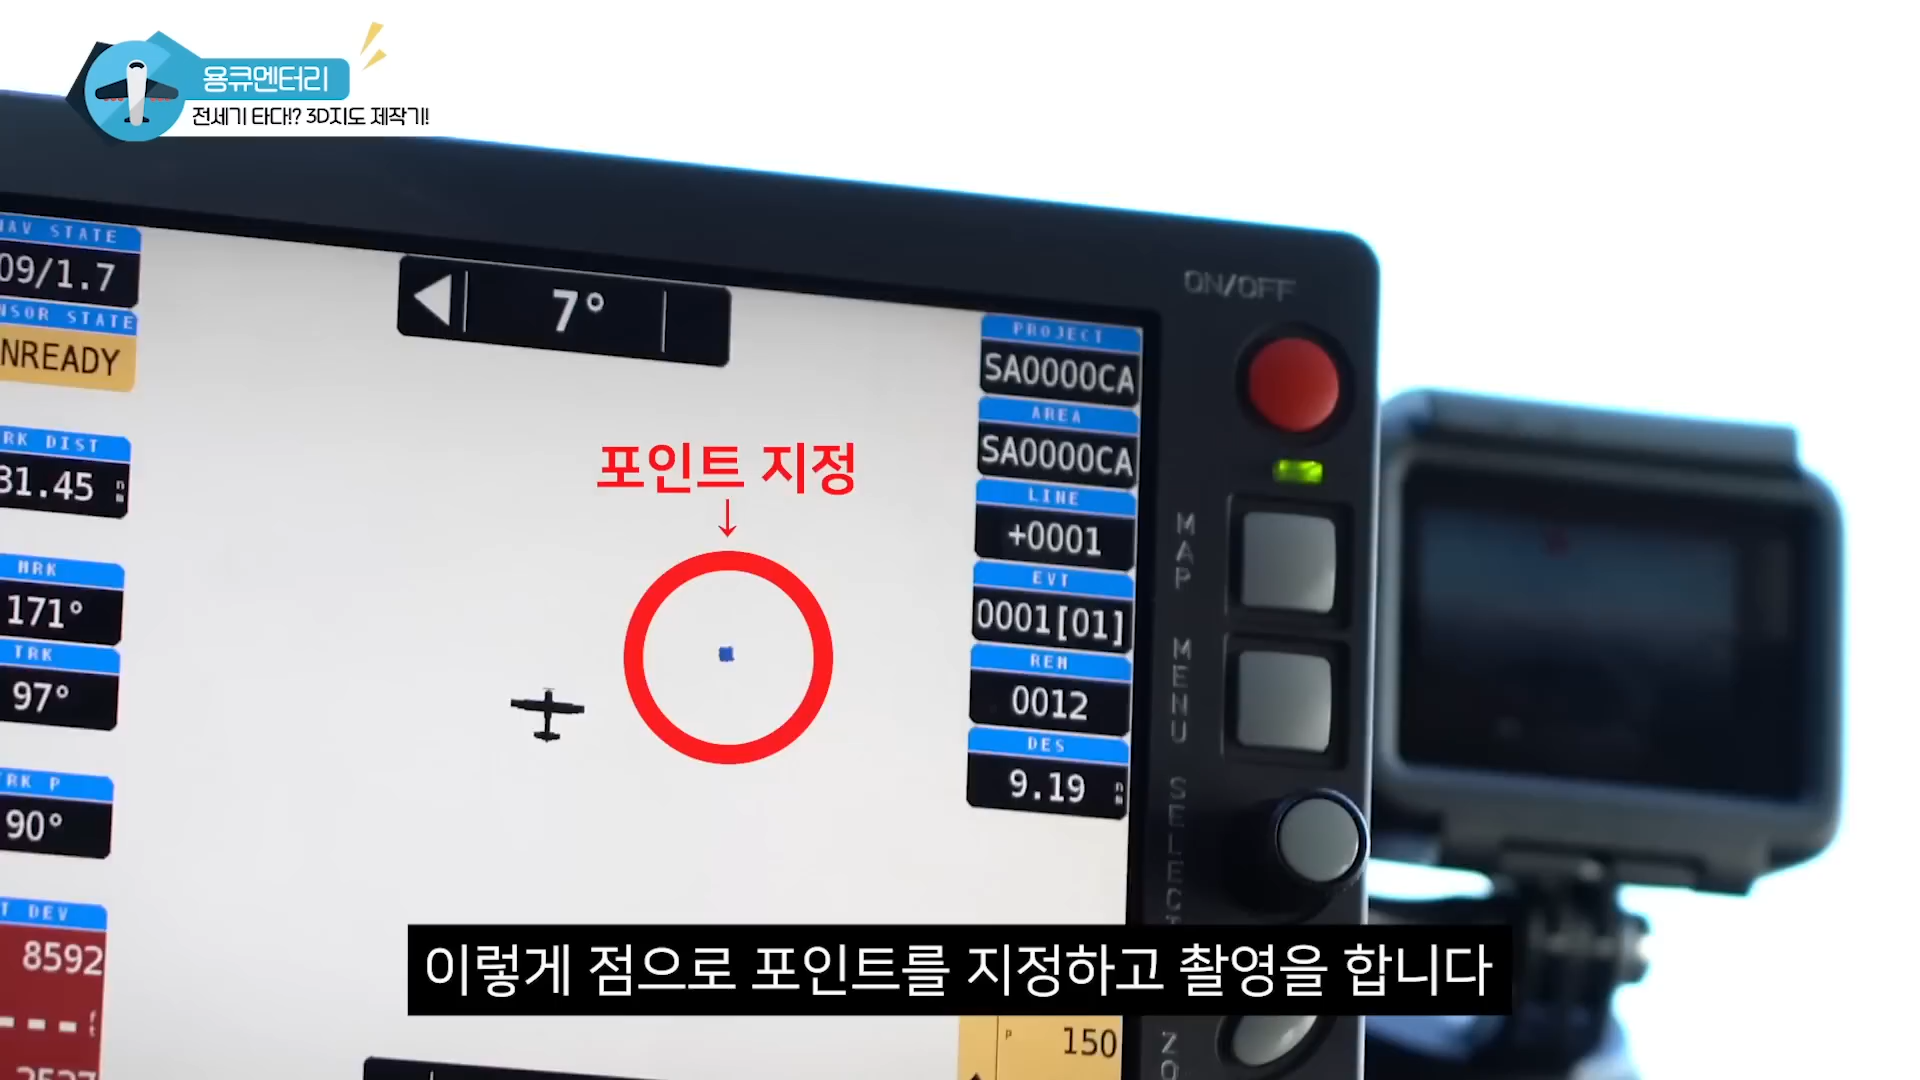 용큐멘터리
전세기 타다!? 3D지도 제작기!
NAV STATE
09/1.7
NSOR STATE
NREADY
RK DIST
31.45
MRK
171°
TRK
97°
RK P
90°
T DEV
8592
7°
포인트 지정
↓
PROJECT
SA0000CA
AREA
SA0000CA
LINE
+0001
EVT
0001[01]
REM
0012
DES
9.19
P 150
ON/OFF
MAP
MENU
SELECT
ZO
이렇게 점으로 포인트를 지정하고 촬영을 합니다